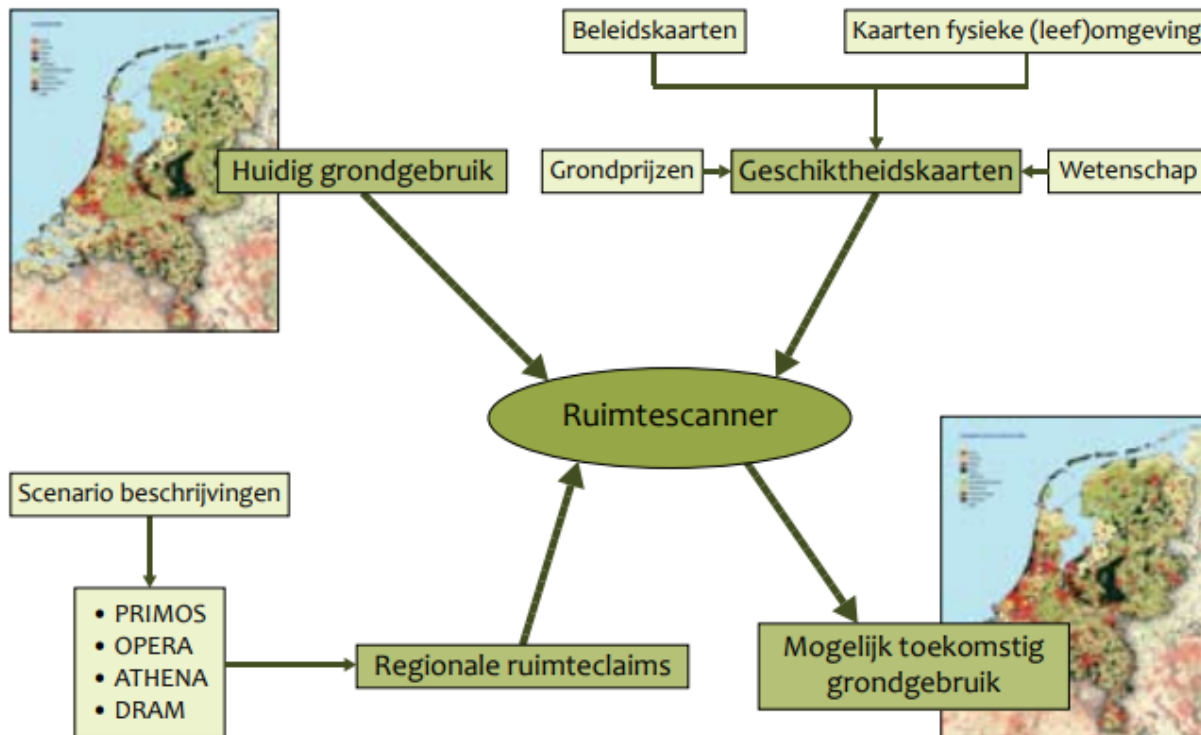 Beleidskaarten
Kaarten fysieke (leef)omgeving
Huidig grondgebruik
Grondprijzen
Geschiktheidskaarten
Wetenschap
Ruimtescanner
Scenario beschrijvingen
• PRIMOS
• OPERA
• ATHENA
• DRAM
Regionale ruimteclaims
Mogelijk toekomstig
grondgebruik